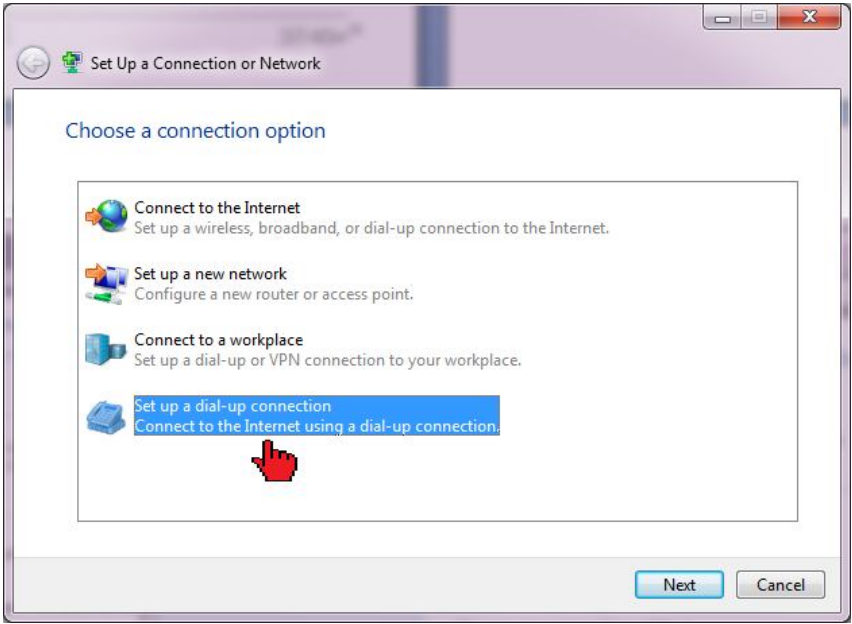 Set Up a Connection or Network
Choose a connection option
Connect to the Internet
Set up a wireless, broadband, or dial-up connection to the Internet.
Set up a new network
Configure a new router or access point.
Connect to a workplace
Set up a dial-up or VPN connection to your workplace.
Set up a dial-up connection
Connect to the Internet using a dial-up connection.
Next
Cancel